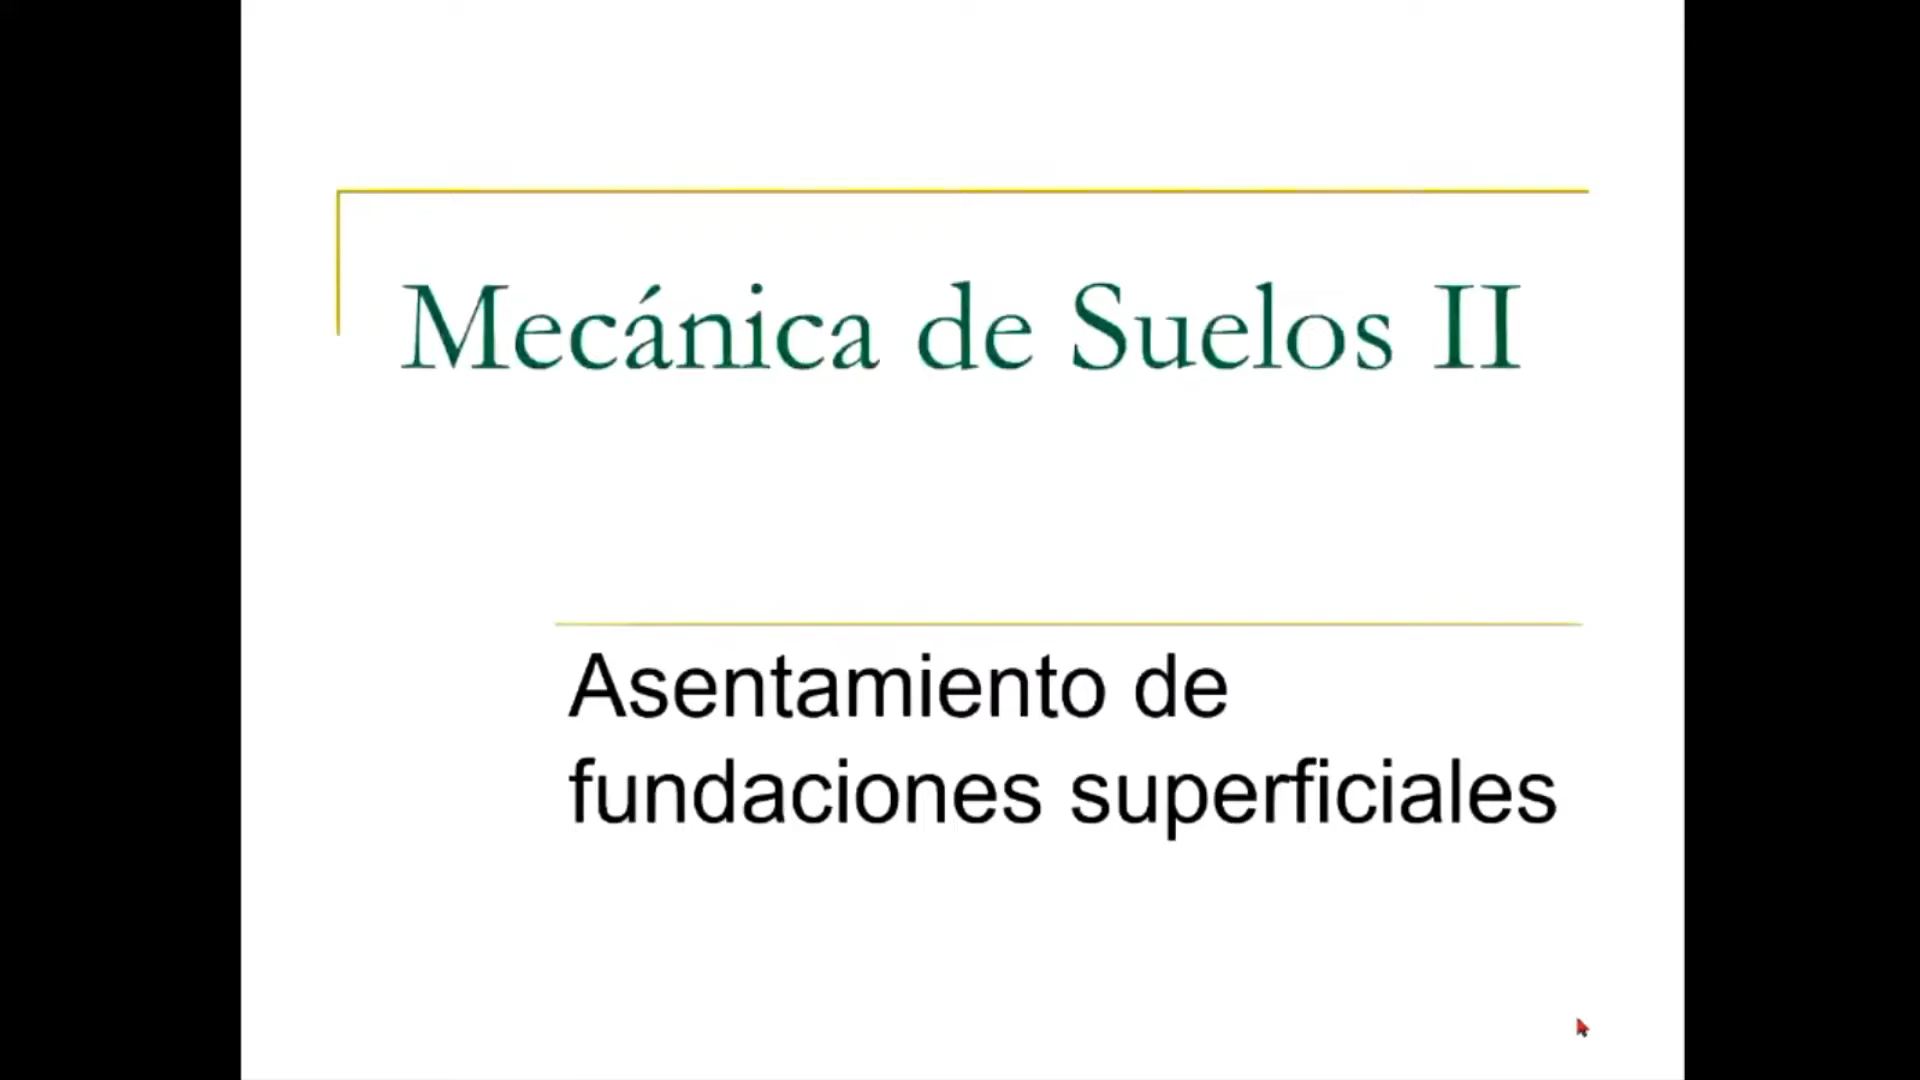 Mecánica de Suelos II
Asentamiento de
fundaciones superficiales